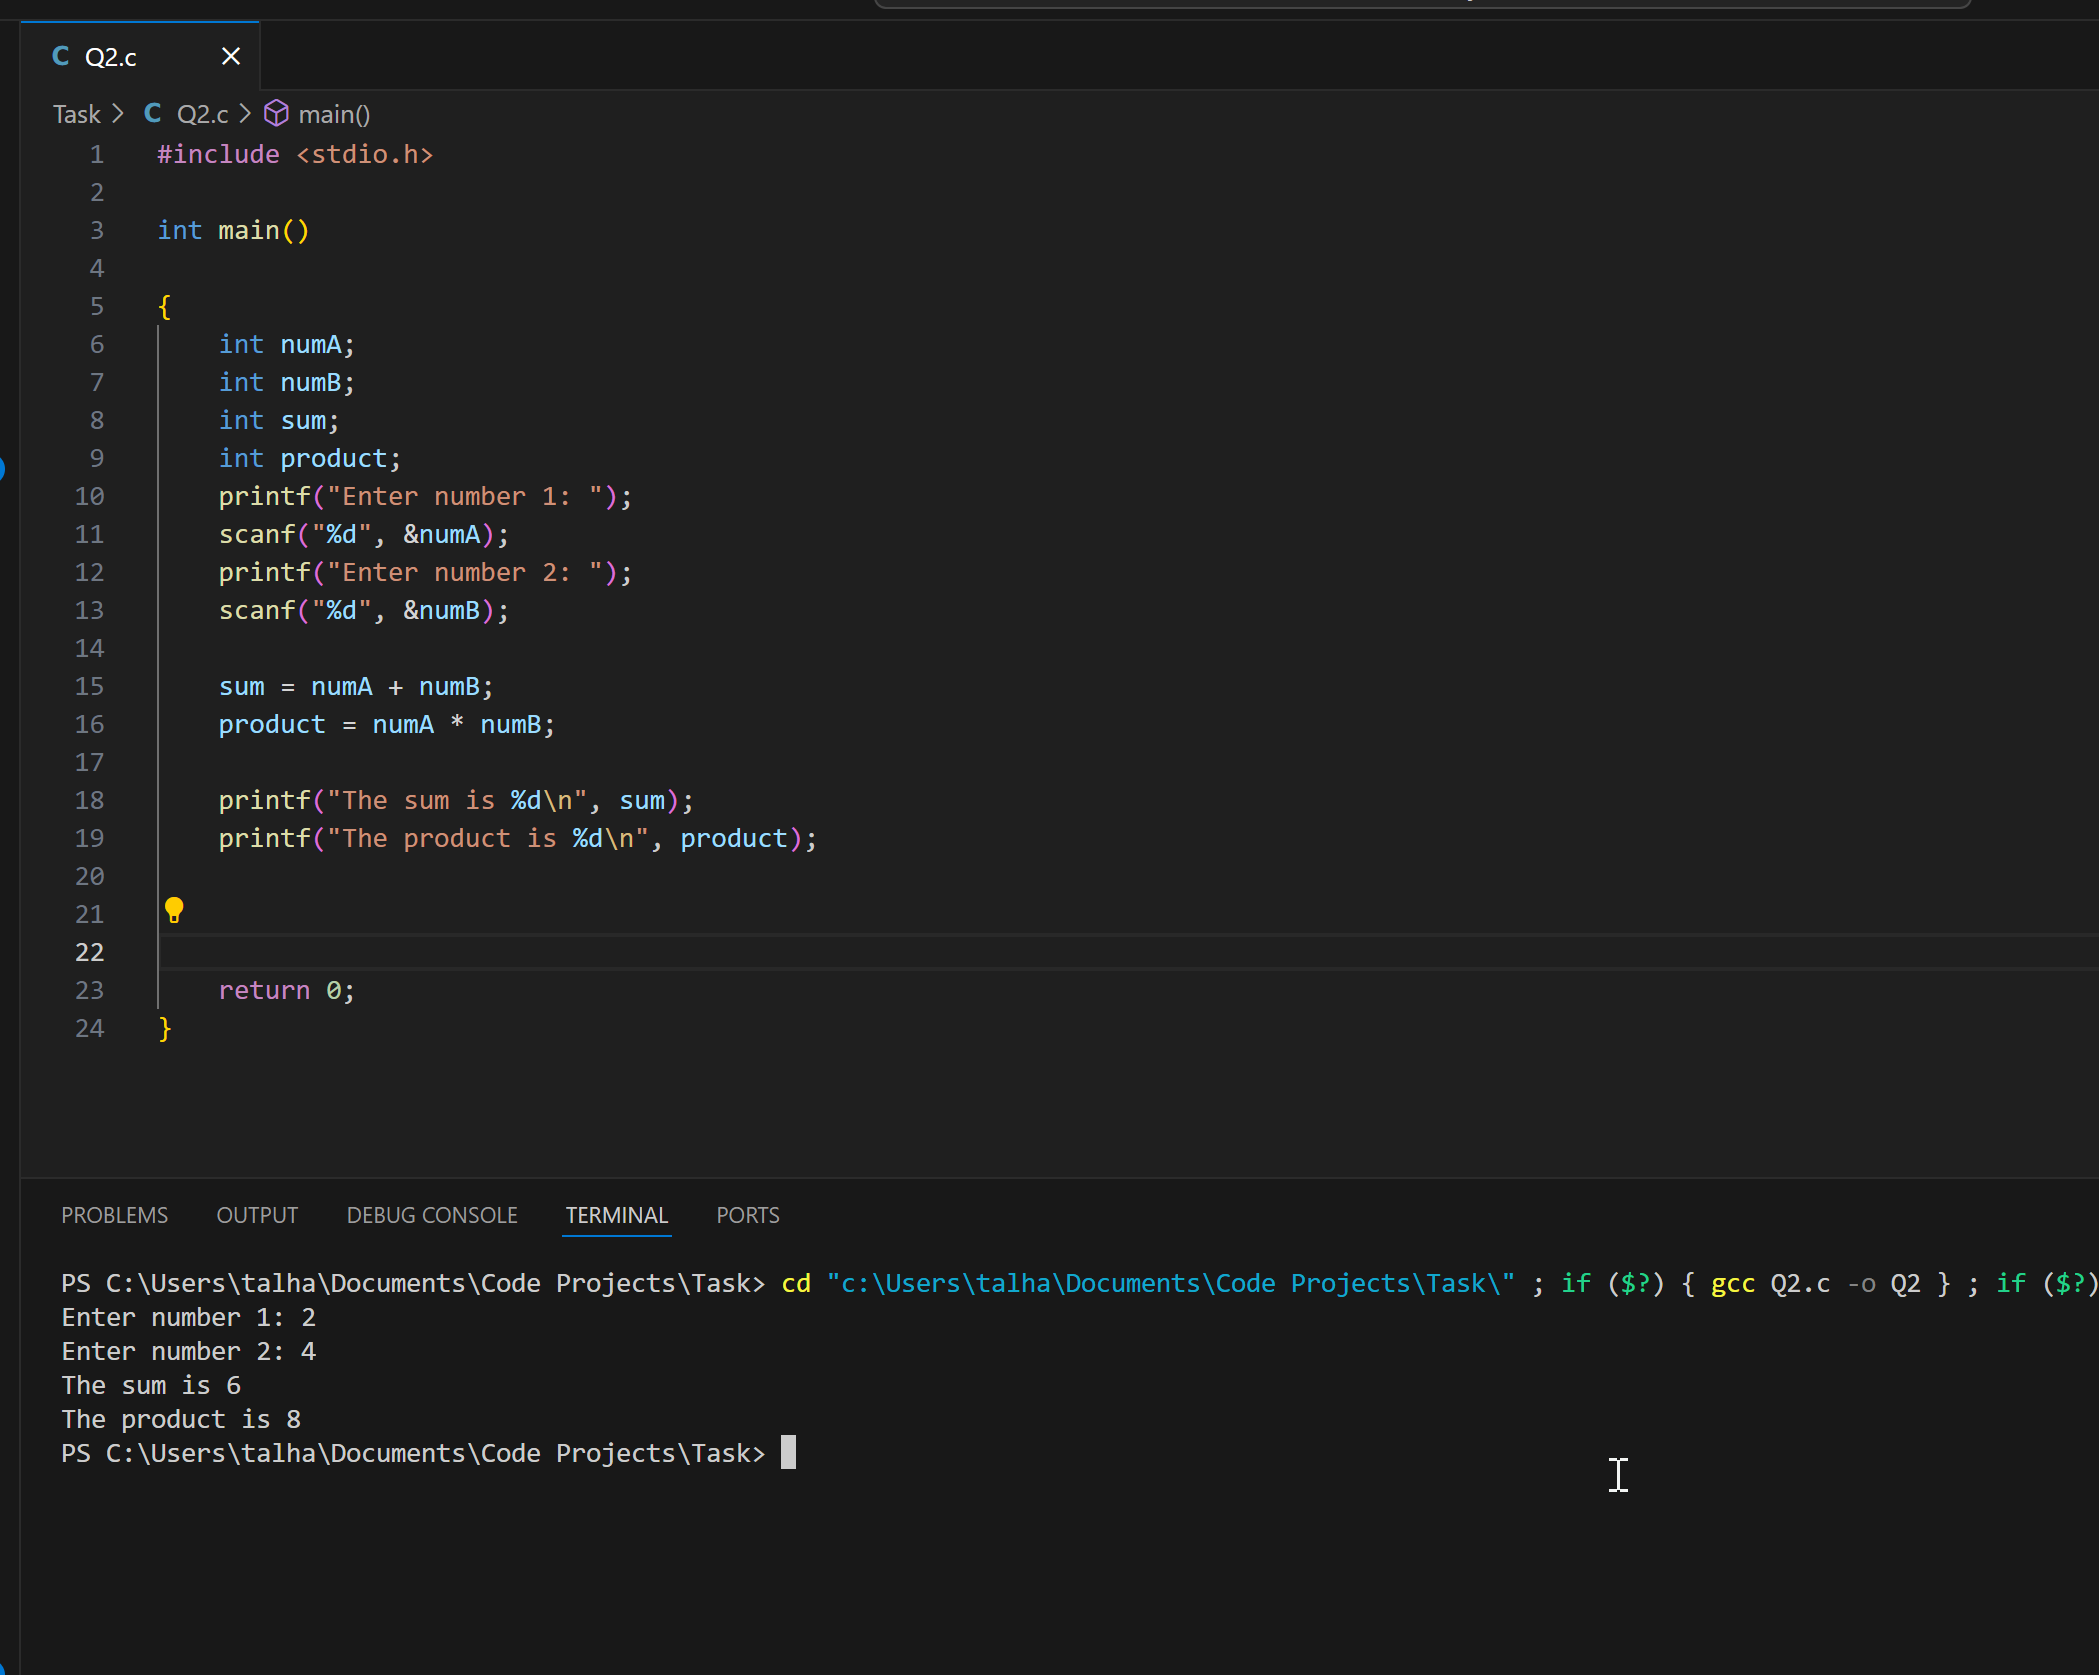 Q2.c
Task > Q2.c > main()
1 #include <stdio.h>
2
3 int main()
4
5 {
6     int numA;
7     int numB;
8     int sum;
9     int product;
10     printf("Enter number 1: ");
11     scanf("%d", &numA);
12     printf("Enter number 2: ");
13     scanf("%d", &numB);
14
15     sum = numA + numB;
16     product = numA * numB;
17
18     printf("The sum is %d\n", sum);
19     printf("The product is %d\n", product);
20
21
22
23     return 0;
24 }
PROBLEMS OUTPUT DEBUG CONSOLE TERMINAL PORTS
PS C:\Users\talha\Documents\Code Projects\Task> cd "c:\Users\talha\Documents\Code Projects\Task\" ; if ($?) { gcc Q2.c -o Q2 } ; if ($?)
Enter number 1: 2
Enter number 2: 4
The sum is 6
The product is 8
PS C:\Users\talha\Documents\Code Projects\Task>